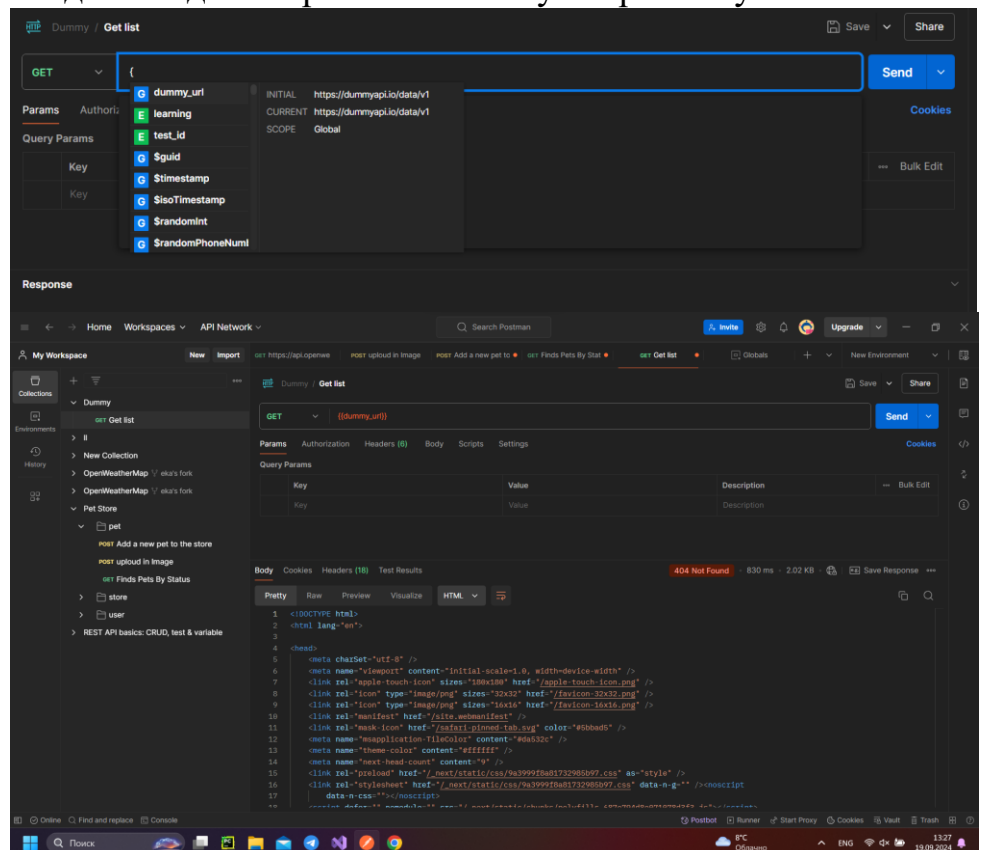 Dummy / Get list
Save
Share
GET
{
Send
dummy_url
learning
test_id
$guid
$timestamp
$isoTimestamp
$randomInt
$randomPhoneNuml
INITIAL https://dummyapi.io/data/v1
CURRENT https://dummyapi.io/data/v1
SCOPE Global
Params Authoriz
Cookies
Query Params
Key
Bulk Edit
Key
Response
Home Workspaces API Network
Search Postman
Invite
Upgrade
My Workspace New Import
GET https://api.openwe POST uploud in Image POST Add a new pet to GET Finds Pets By Stat GET Get list Globals + New Environment
Collections
Environments
History
Dummy
GET Get list
II
New Collection
OpenWeatherMap eka's fork
OpenWeatherMap eka's fork
Pet Store
pet
POST Add a new pet to the store
POST uploud in Image
GET Finds Pets By Status
store
user
REST API basics: CRUD, test & variable
Dummy / Get list
Save Share
GET {{dummy_url}} Send
Params Authorization Headers (6) Body Scripts Settings Cookies
Query Params
Key Value Description Bulk Edit
Key Value Description
Body Cookies Headers (18) Test Results 404 Not Found 830 ms 2.02 KB Save Response
Pretty Raw Preview Visualize HTML
1 <!DOCTYPE html>
2 <html lang="en">
3
4 <head>
5 <meta charSet="utf-8" />
6 <meta name="viewport" content="initial-scale=1.0, width=device-width" />
7 <link rel="apple-touch-icon" sizes="180x180" href="/apple-touch-icon.png" />
8 <link rel="icon" type="image/png" sizes="32x32" href="/favicon-32x32.png" />
9 <link rel="icon" type="image/png" sizes="16x16" href="/favicon-16x16.png" />
10 <link rel="manifest" href="/site.webmanifest" />
11 <link rel="mask-icon" href="/safari-pinned-tab.svg" color="#5bbad5" />
12 <meta name="msapplication-TileColor" content="#da532c" />
13 <meta name="theme-color" content="#ffffff" />
14 <meta name="next-head-count" content="9" />
15 <link rel="preload" href="/_next/static/css/9a3999f8a81732985b97.css" as="style" />
16 <link rel="stylesheet" href="/_next/static/css/9a3999f8a81732985b97.css" data-n-g="" /><noscript
17 data-n-css=""></noscript>
Online Find and replace Console
Postbot Runner Start Proxy Cookies Vault Trash
Поиск
8°C
Облачно
ENG
13:27
19.09.2024